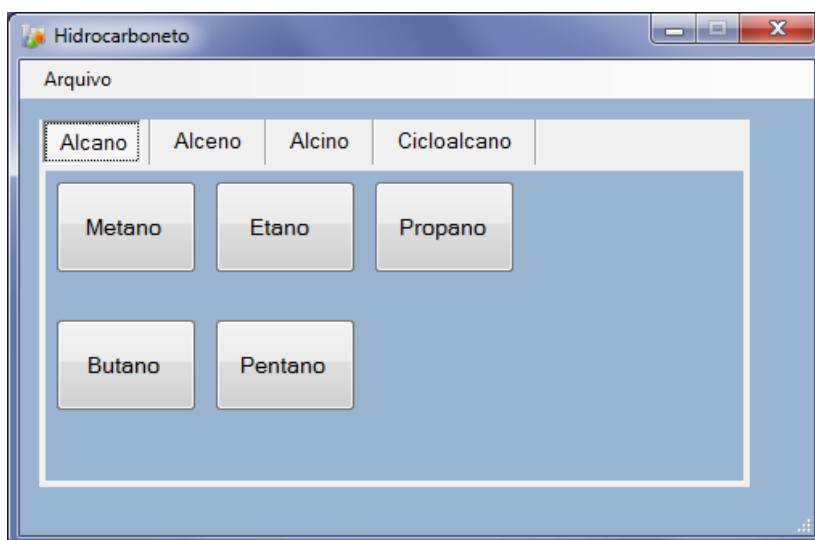 Hidrocarboneto
Arquivo
Alcano Alceno Alcino Cicloalcano
Metano Etano Propano
Butano Pentano